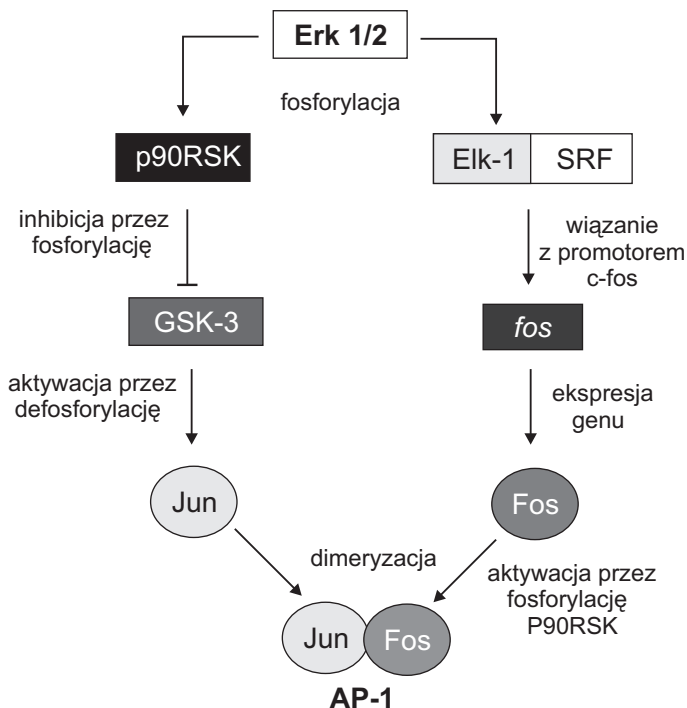 Erk 1/2
fosforylacja
p90RSK
Elk-1
SRF
inhibicja przez
fosforylację
wiązanie
z promotorem
c-fos
GSK-3
fos
aktywacja przez
defosforylację
ekspresja
genu
Jun
Fos
dimeryzacja
aktywacja przez
fosforylację
P90RSK
Jun
Fos
AP-1